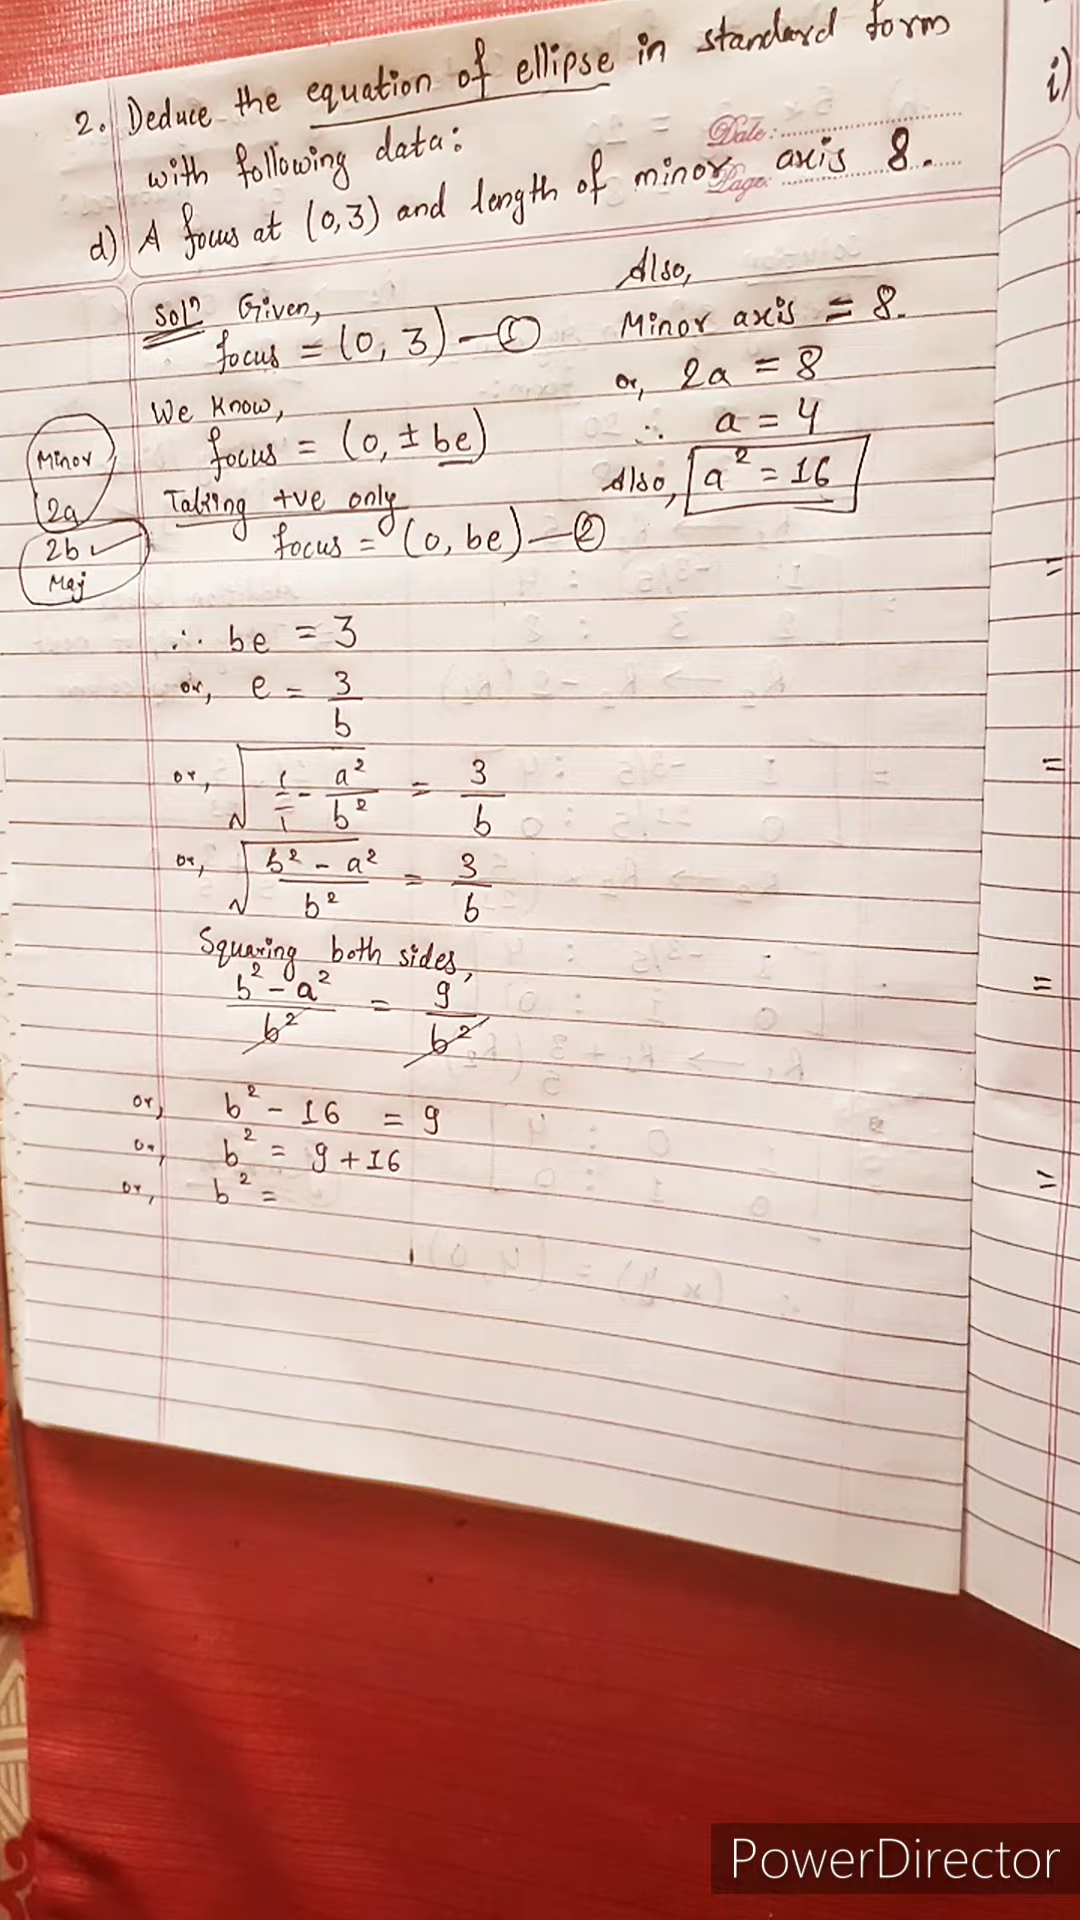 2. Deduce the equation of ellipse in standard form
with following data:
Date:
Page:
d) A focus at (0,3) and length of minor axis 8.
Soln Given,
focus = (0, 3) — ①
We know,
focus = (0, ± be)
Taking +ve only
focus = (0, be) — ②
Minor
2a
2b ✓
Maj
Also,
Minor axis = 8.
or, 2a = 8
∴ a = 4
Also, a² = 16
∴ be = 3
or, e = 3/b
or, √(1/1 - a²/b²) = 3/b
or, √((b² - a²)/b²) = 3/b
Squaring both sides,
(b² - a²)/b² = 9/b²
or, b² - 16 = 9
or, b² = 9 + 16
or, b² =
i)
=
=
=
=
PowerDirector